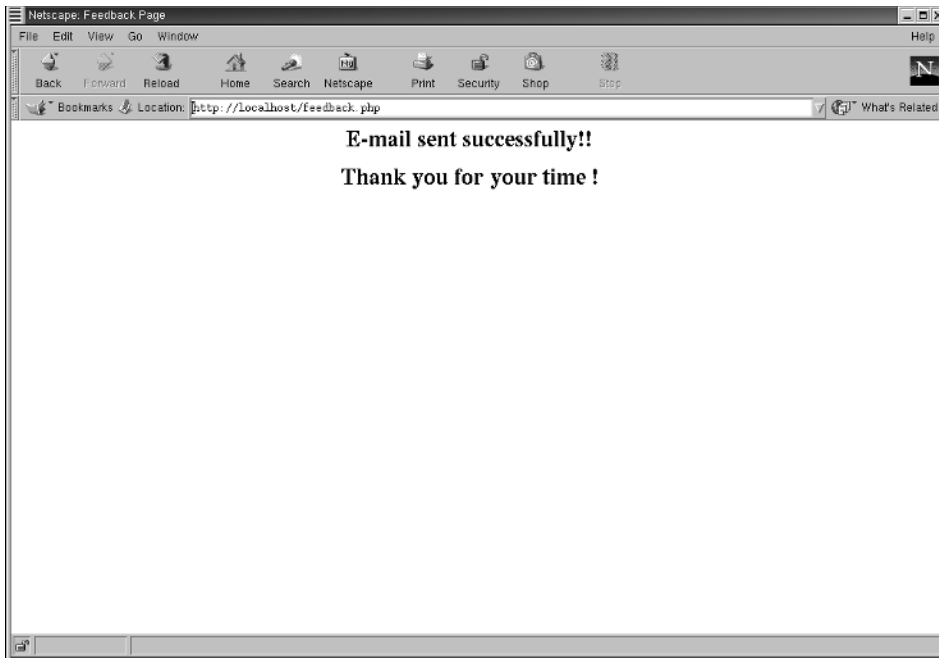 Netscape: Feedback Page
File Edit View Go Window Help
Back Forward Reload Home Search Netscape Print Security Shop Stop
N
Bookmarks Location: http://localhost/feedback.php What's Related
E-mail sent successfully!!
Thank you for your time !